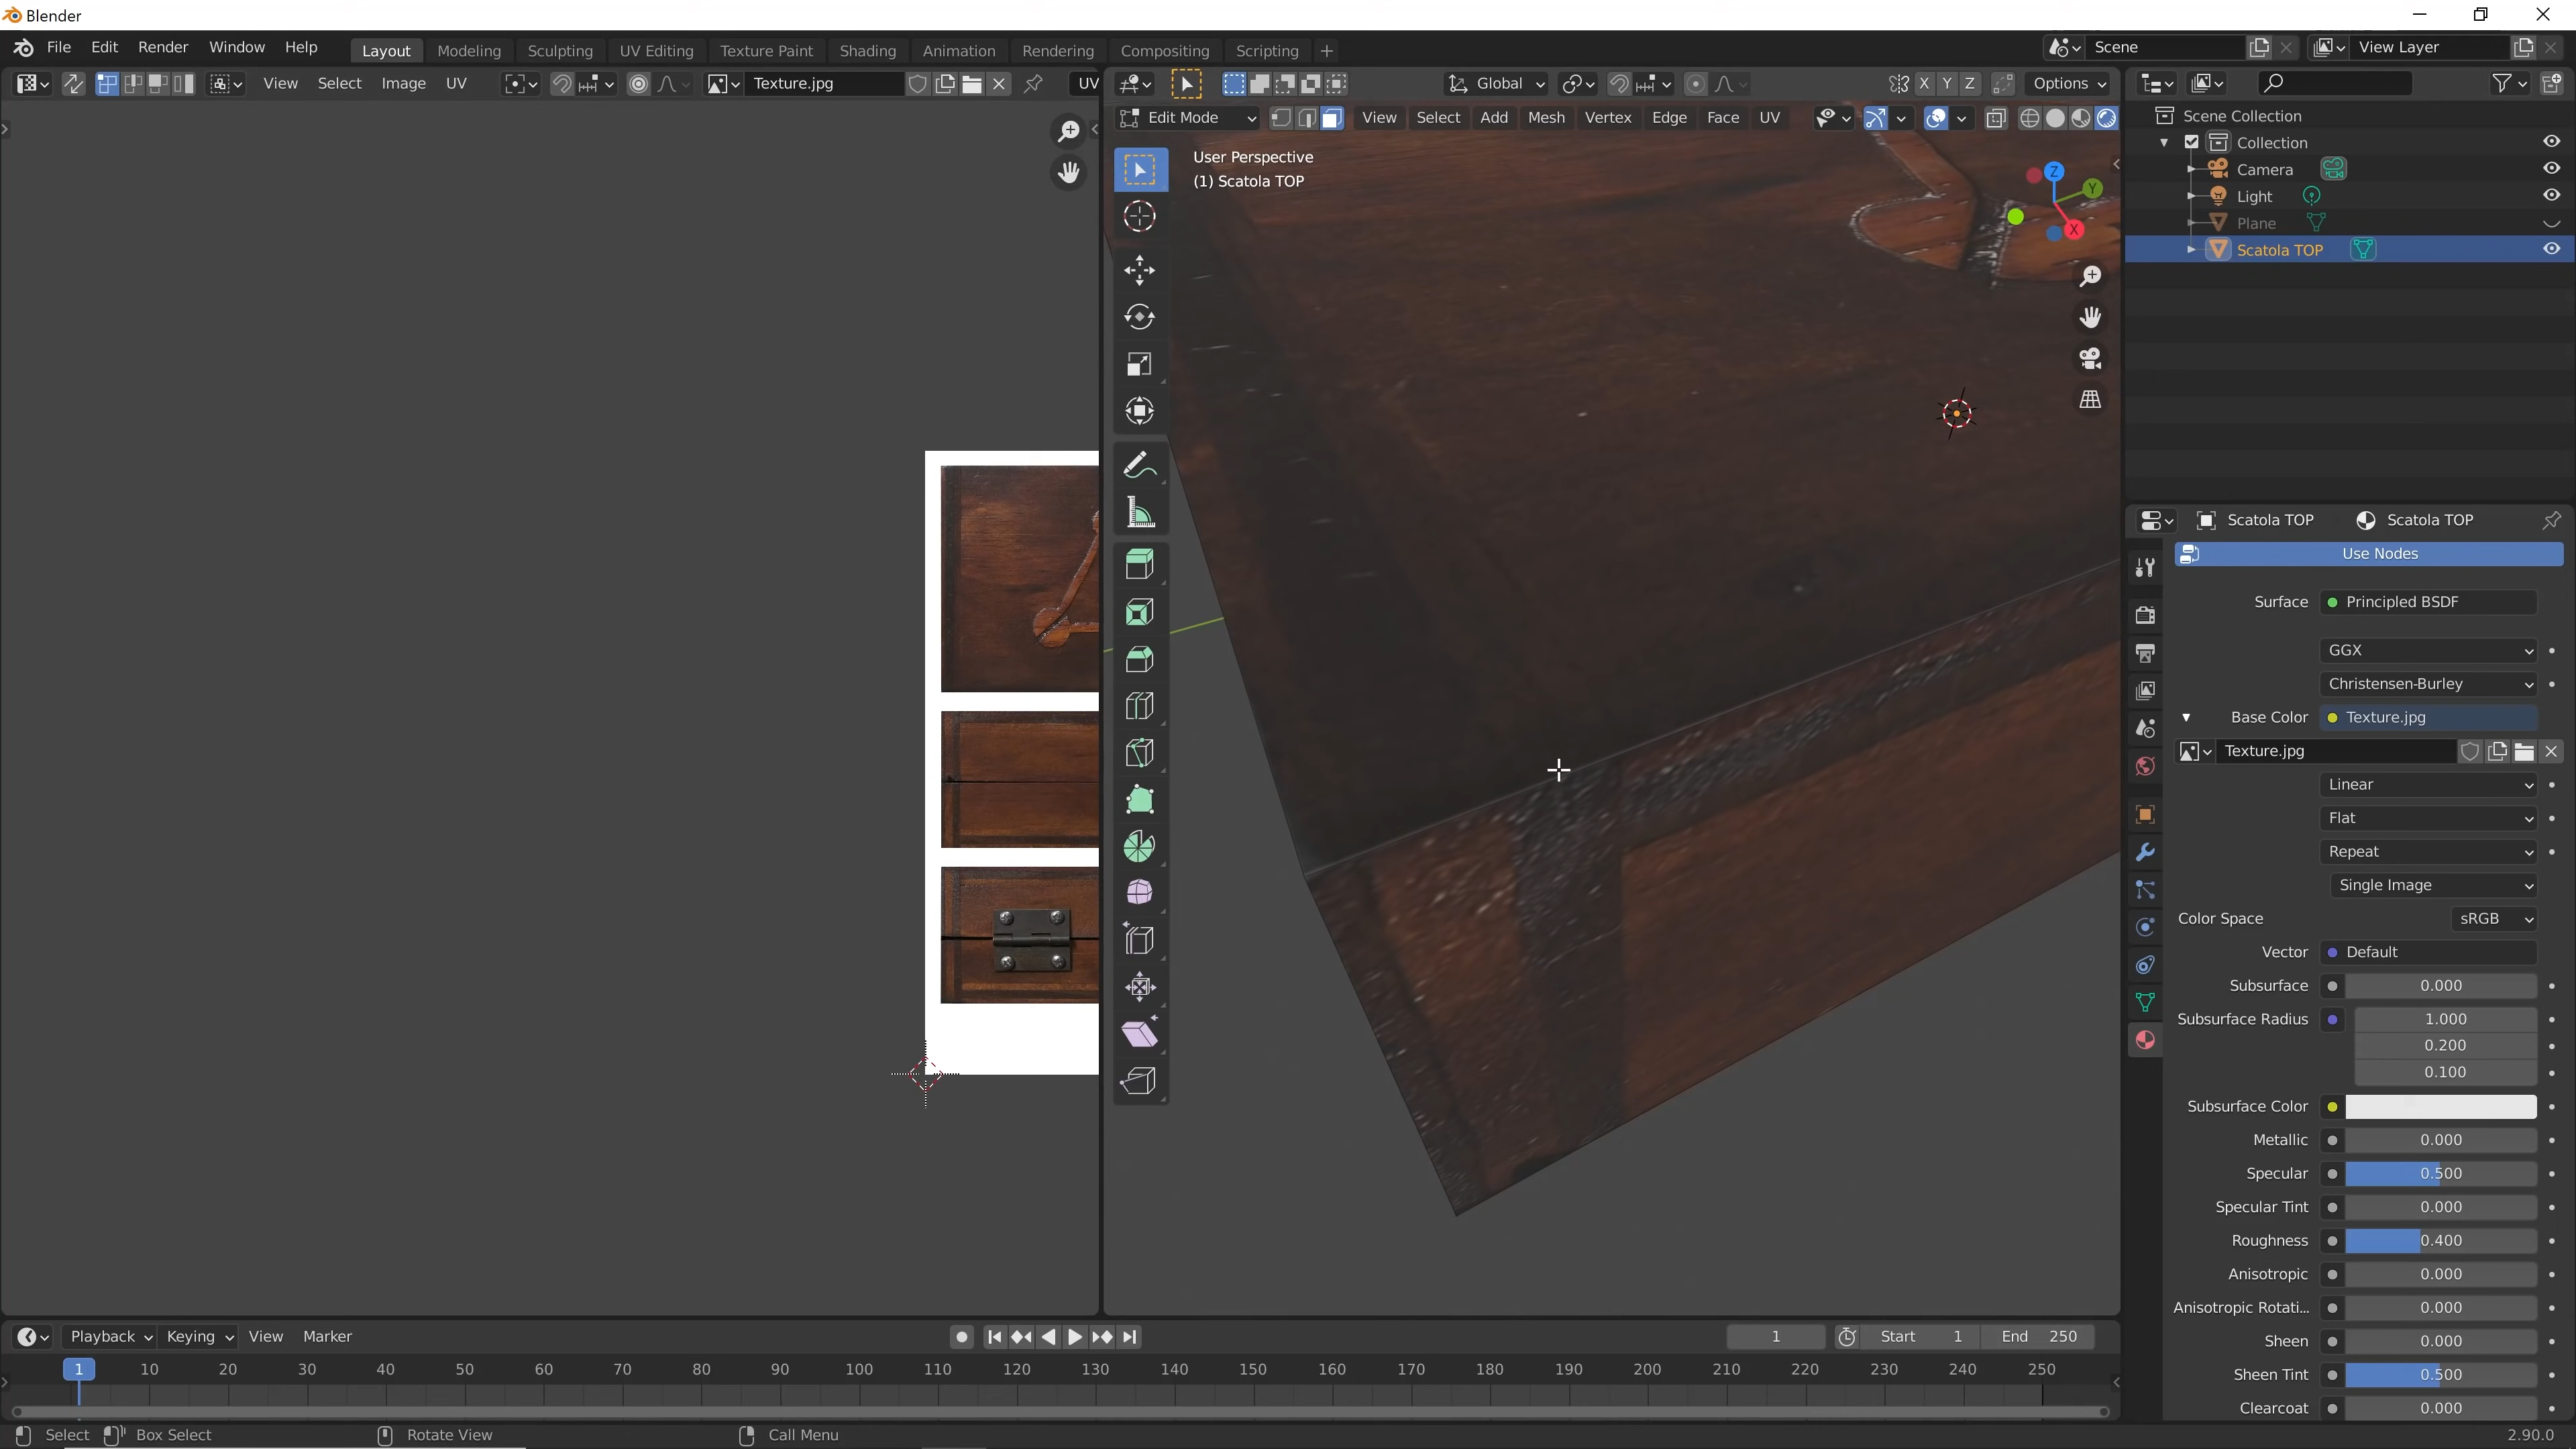 Blender
File Edit Render Window Help Layout Modeling Sculpting UV Editing Texture Paint Shading Animation Rendering Compositing Scripting + Scene View Layer
View Select Image UV Texture.jpg UV Global X Y Z Options
Edit Mode View Select Add Mesh Vertex Edge Face UV
User Perspective
(1) Scatola TOP
Z
Y
X
Scene Collection
Collection
Camera
Light
Plane
Scatola TOP
Scatola TOP Scatola TOP
Use Nodes
Surface Principled BSDF
GGX
Christensen-Burley
Base Color Texture.jpg
Texture.jpg
Linear
Flat
Repeat
Single Image
Color Space sRGB
Vector Default
Subsurface 0.000
Subsurface Radius 1.000
0.200
0.100
Subsurface Color
Metallic 0.000
Specular 0.500
Specular Tint 0.000
Roughness 0.400
Anisotropic 0.000
Anisotropic Rotati... 0.000
Sheen 0.000
Sheen Tint 0.500
Clearcoat 0.000
Playback Keying View Marker 1 Start 1 End 250
1 10 20 30 40 50 60 70 80 90 100 110 120 130 140 150 160 170 180 190 200 210 220 230 240 250
Select Box Select Rotate View Call Menu 2.90.0